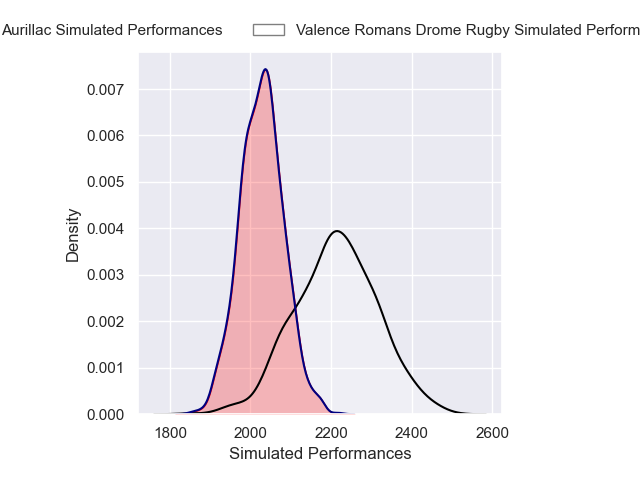 Aurillac Simulated Performances
Valence Romans Drome Rugby Simulated Perform
0.007
0.006
0.005
0.004
0.003
0.002
0.001
0.000
Density
1800 2000 2200 2400 2600
Simulated Performances